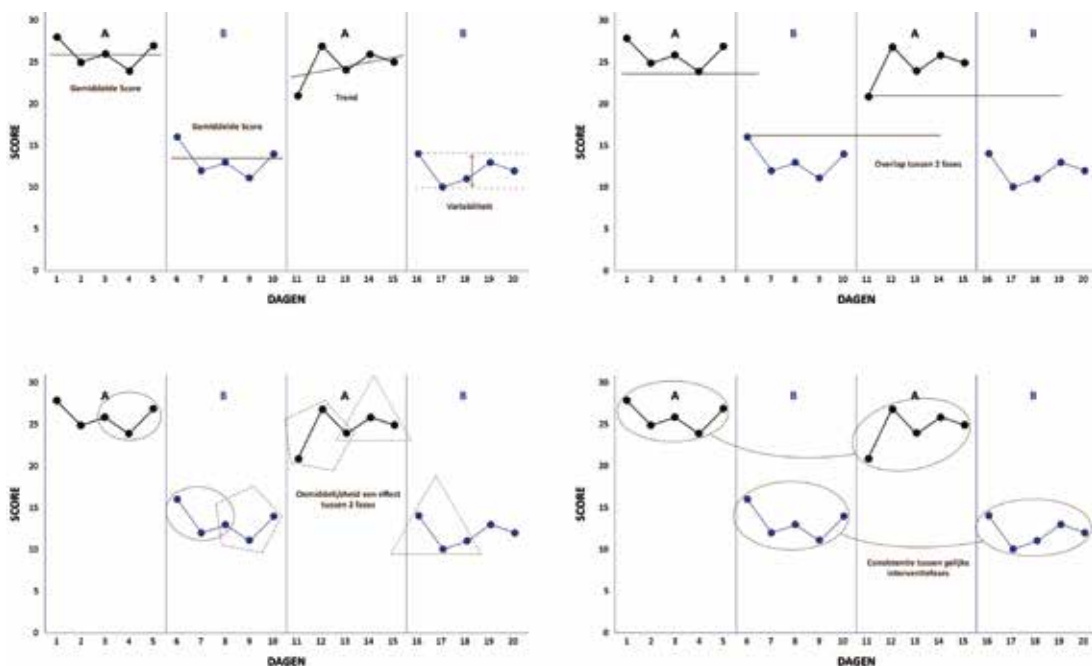 30
25
20
15
10
5
0
SCORE
A
B
A
B
Gemiddelde Score
Gemiddelde Score
Trend
Variabiliteit
1 2 3 4 5 6 7 8 9 10 11 12 13 14 15 16 17 18 19 20
DAGEN
30
25
20
15
10
5
0
SCORE
A
B
A
B
Overlap tussen 2 fases
1 2 3 4 5 6 7 8 9 10 11 12 13 14 15 16 17 18 19 20
DAGEN
30
25
20
15
10
5
0
SCORE
A
B
A
B
Onmiddellijkheid een effect
tussen 2 fases
1 2 3 4 5 6 7 8 9 10 11 12 13 14 15 16 17 18 19 20
DAGEN
30
25
20
15
10
5
0
SCORE
A
B
A
B
Consistentie tussen gelijke
interventiefases
1 2 3 4 5 6 7 8 9 10 11 12 13 14 15 16 17 18 19 20
DAGEN